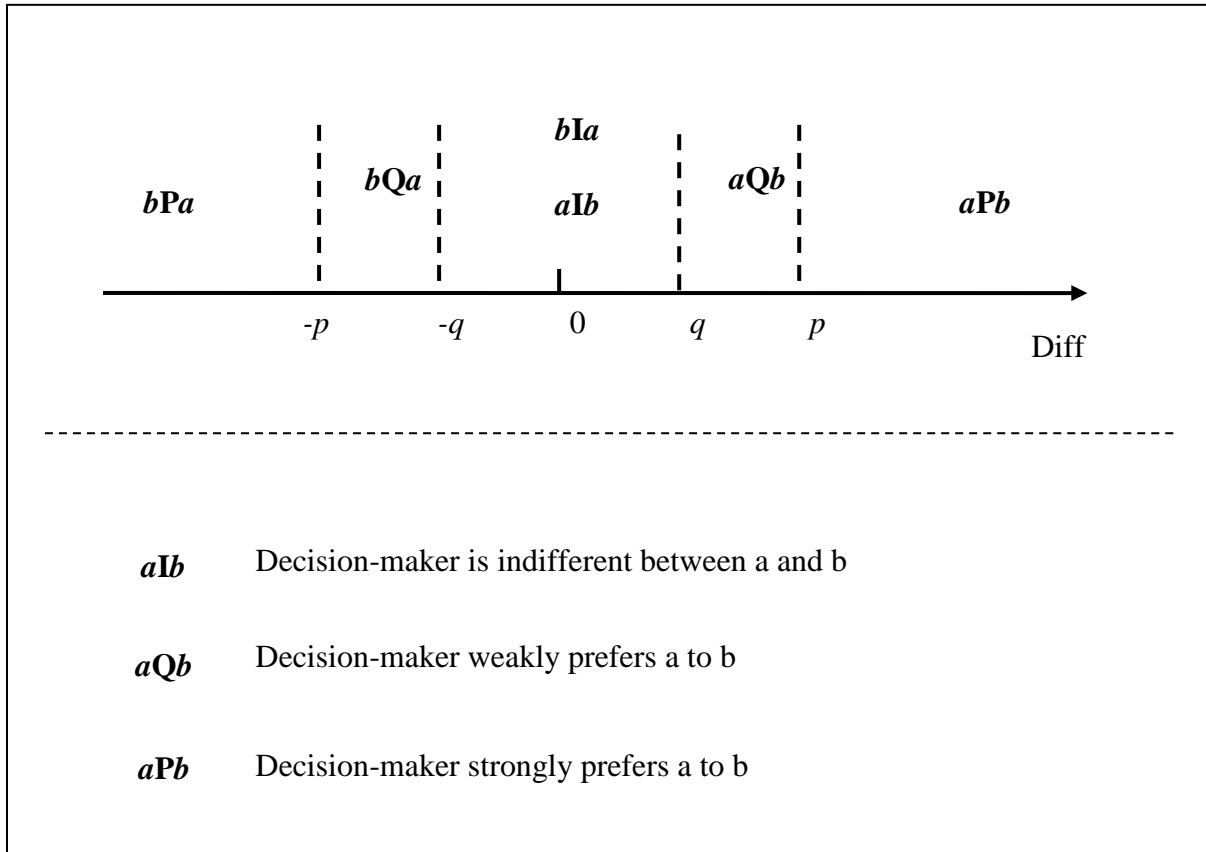 bIa
bQa aQb
bPa aIb aPb
-p -q 0 q p
Diff
aIb Decision-maker is indifferent between a and b
aQb Decision-maker weakly prefers a to b
aPb Decision-maker strongly prefers a to b